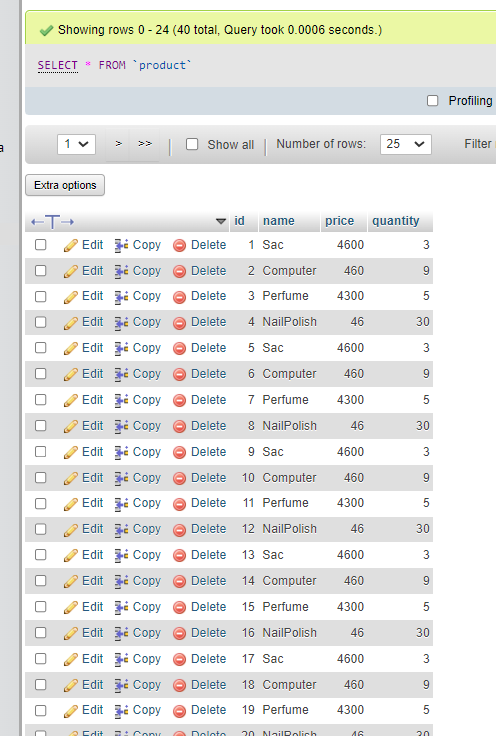 Showing rows 0 - 24 (40 total, Query took 0.0006 seconds.)
SELECT * FROM `product`
Profiling
a
1 > >> | Show all | Number of rows: 25 Filter
Extra options
←T→ id name price quantity
Edit Copy Delete 1 Sac 4600 3
Edit Copy Delete 2 Computer 460 9
Edit Copy Delete 3 Perfume 4300 5
Edit Copy Delete 4 NailPolish 46 30
Edit Copy Delete 5 Sac 4600 3
Edit Copy Delete 6 Computer 460 9
Edit Copy Delete 7 Perfume 4300 5
Edit Copy Delete 8 NailPolish 46 30
Edit Copy Delete 9 Sac 4600 3
Edit Copy Delete 10 Computer 460 9
Edit Copy Delete 11 Perfume 4300 5
Edit Copy Delete 12 NailPolish 46 30
Edit Copy Delete 13 Sac 4600 3
Edit Copy Delete 14 Computer 460 9
Edit Copy Delete 15 Perfume 4300 5
Edit Copy Delete 16 NailPolish 46 30
Edit Copy Delete 17 Sac 4600 3
Edit Copy Delete 18 Computer 460 9
Edit Copy Delete 19 Perfume 4300 5
Edit Copy Delete 20 NailPolish 46 30